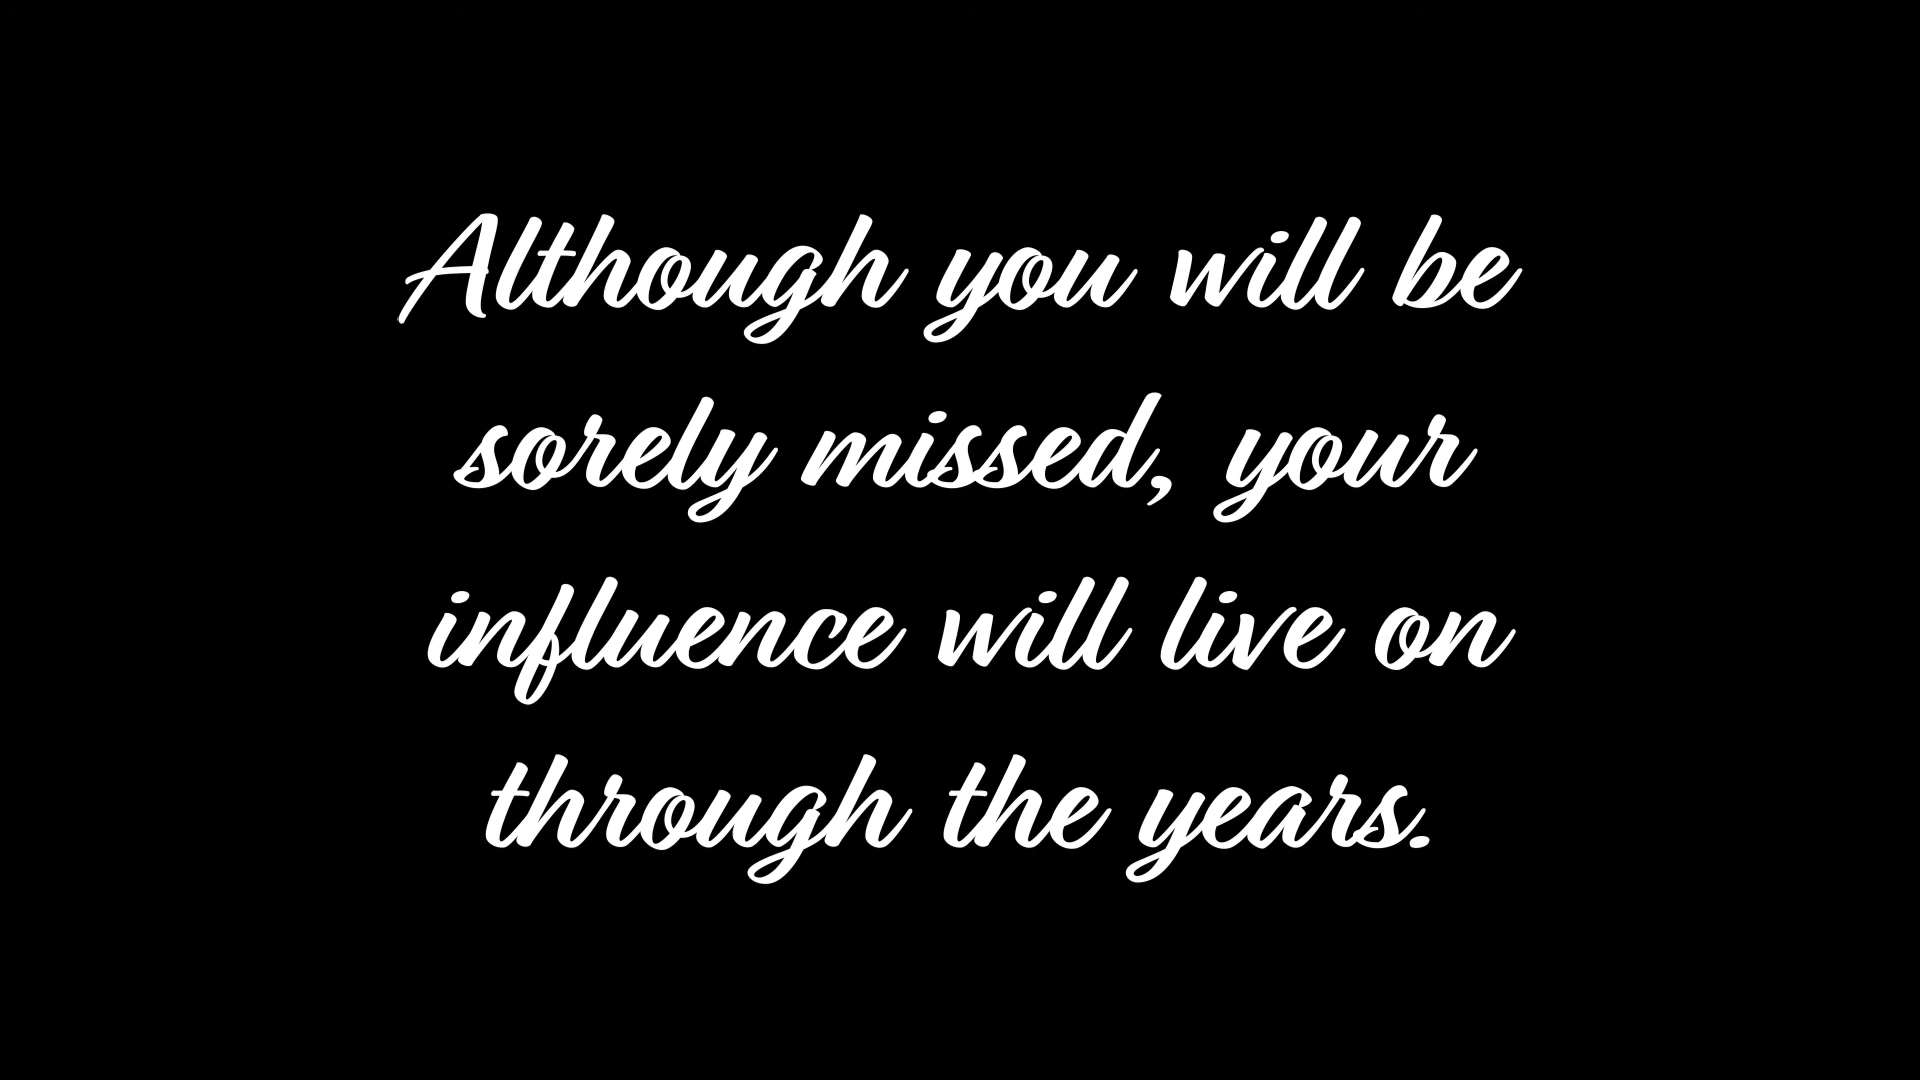 Although you will be
sorely missed, your
influence will live on
through the years.